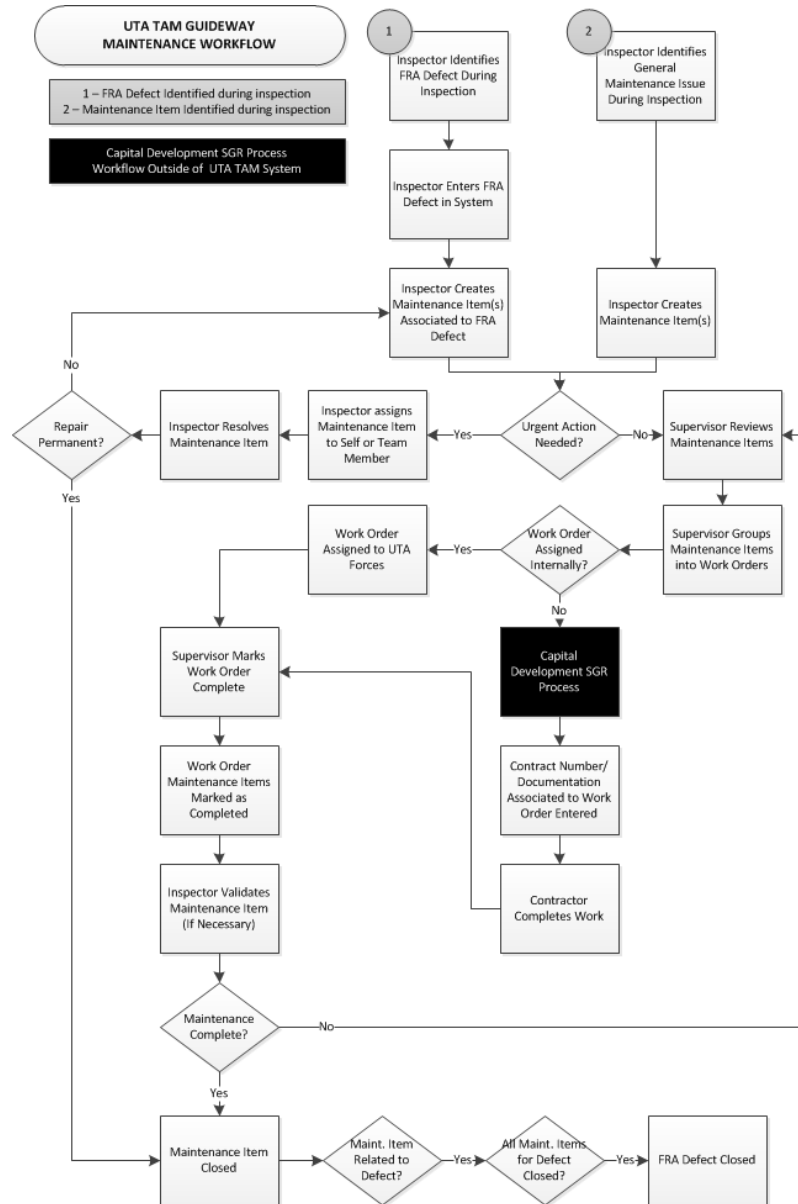 UTA TAM GUIDEWAY
MAINTENANCE WORKFLOW
1 – FRA Defect Identified during inspection
2 – Maintenance Item Identified during inspection
Capital Development SGR Process
Workflow Outside of UTA TAM System
1
Inspector Identifies
FRA Defect During
Inspection
2
Inspector Identifies
General
Maintenance Issue
During Inspection
Inspector Enters FRA
Defect in System
Inspector Creates
Maintenance Item(s)
Associated to FRA
Defect
Inspector Creates
Maintenance Item(s)
No
Repair
Permanent?
Yes
Inspector Resolves
Maintenance Item
Inspector assigns
Maintenance Item
to Self or Team
Member
Yes
Urgent Action
Needed?
No
Supervisor Reviews
Maintenance Items
Work Order
Assigned to UTA
Forces
Yes
Work Order
Assigned
Internally?
No
Supervisor Groups
Maintenance Items
into Work Orders
Supervisor Marks
Work Order
Complete
Capital
Development SGR
Process
Work Order
Maintenance Items
Marked as
Completed
Contract Number/
Documentation
Associated to Work
Order Entered
Inspector Validates
Maintenance Item
(If Necessary)
Contractor
Completes Work
Maintenance
Complete?
No
Yes
Maintenance Item
Closed
Maint. Item
Related to
Defect?
Yes
All Maint. Items
for Defect
Closed?
Yes
FRA Defect Closed